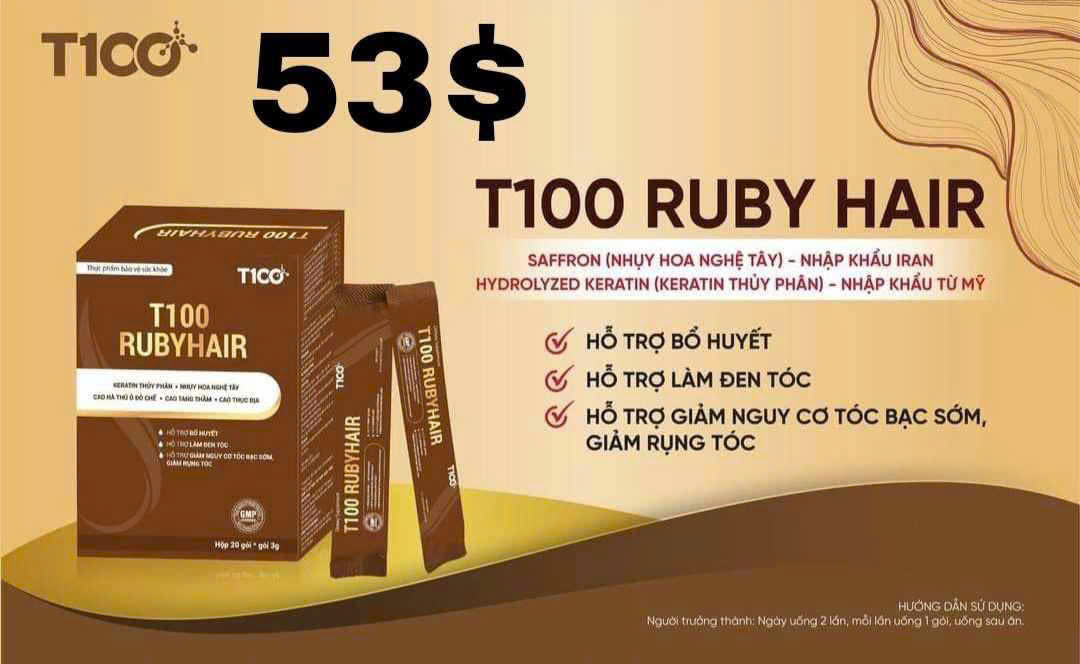 T100
53$
T100 RUBY HAIR
SAFFRON (NHỤY HOA NGHỆ TÂY) - NHẬP KHẨU IRAN
HYDROLYZED KERATIN (KERATIN THỦY PHÂN) - NHẬP KHẨU TỪ MỸ
HỖ TRỢ BỔ HUYẾT
HỖ TRỢ LÀM ĐEN TÓC
HỖ TRỢ GIẢM NGUY CƠ TÓC BẠC SỚM,
GIẢM RỤNG TÓC
T100 RUBYHAIR
Thực phẩm bảo vệ sức khỏe
T100
T100
RUBYHAIR
KERATIN THỦY PHÂN • NHỤY HOA NGHỆ TÂY
CAO HÀ THỦ Ô ĐỎ CHẾ • CAO TANG THẦM • CAO THỤC ĐỊA
HỖ TRỢ BỔ HUYẾT
HỖ TRỢ LÀM ĐEN TÓC
HỖ TRỢ GIẢM NGUY CƠ TÓC BẠC SỚM,
GIẢM RỤNG TÓC
GMP
Hộp 20 gói * gói 3g
T100 RUBYHAIR
T100
T100 RUBYHAIR
T100
HƯỚNG DẪN SỬ DỤNG:
Người trưởng thành: Ngày uống 2 lần, mỗi lần uống 1 gói, uống sau ăn.